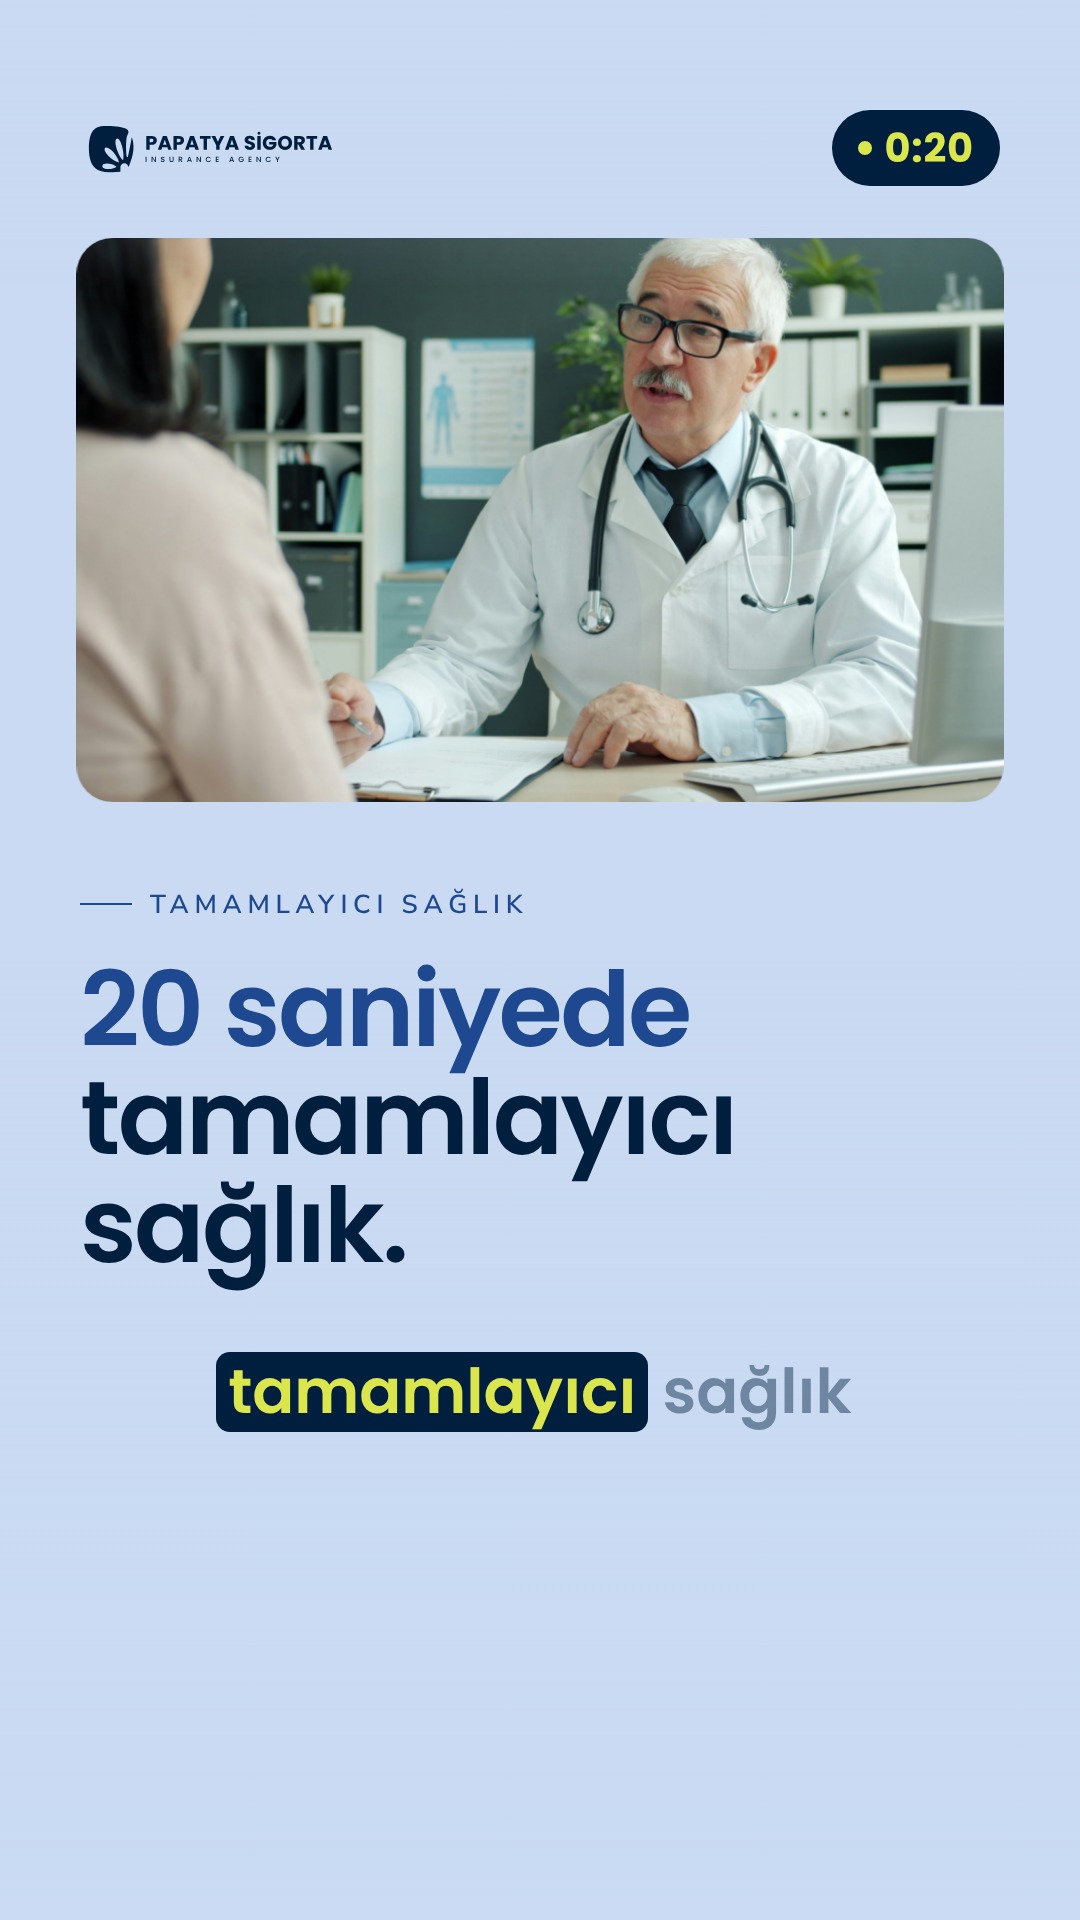 PAPATYA SİGORTA
INSURANCE AGENCY
0:20
TAMAMLAYICI SAĞLIK
20 saniyede
tamamlayıcı
sağlık.
tamamlayıcı sağlık